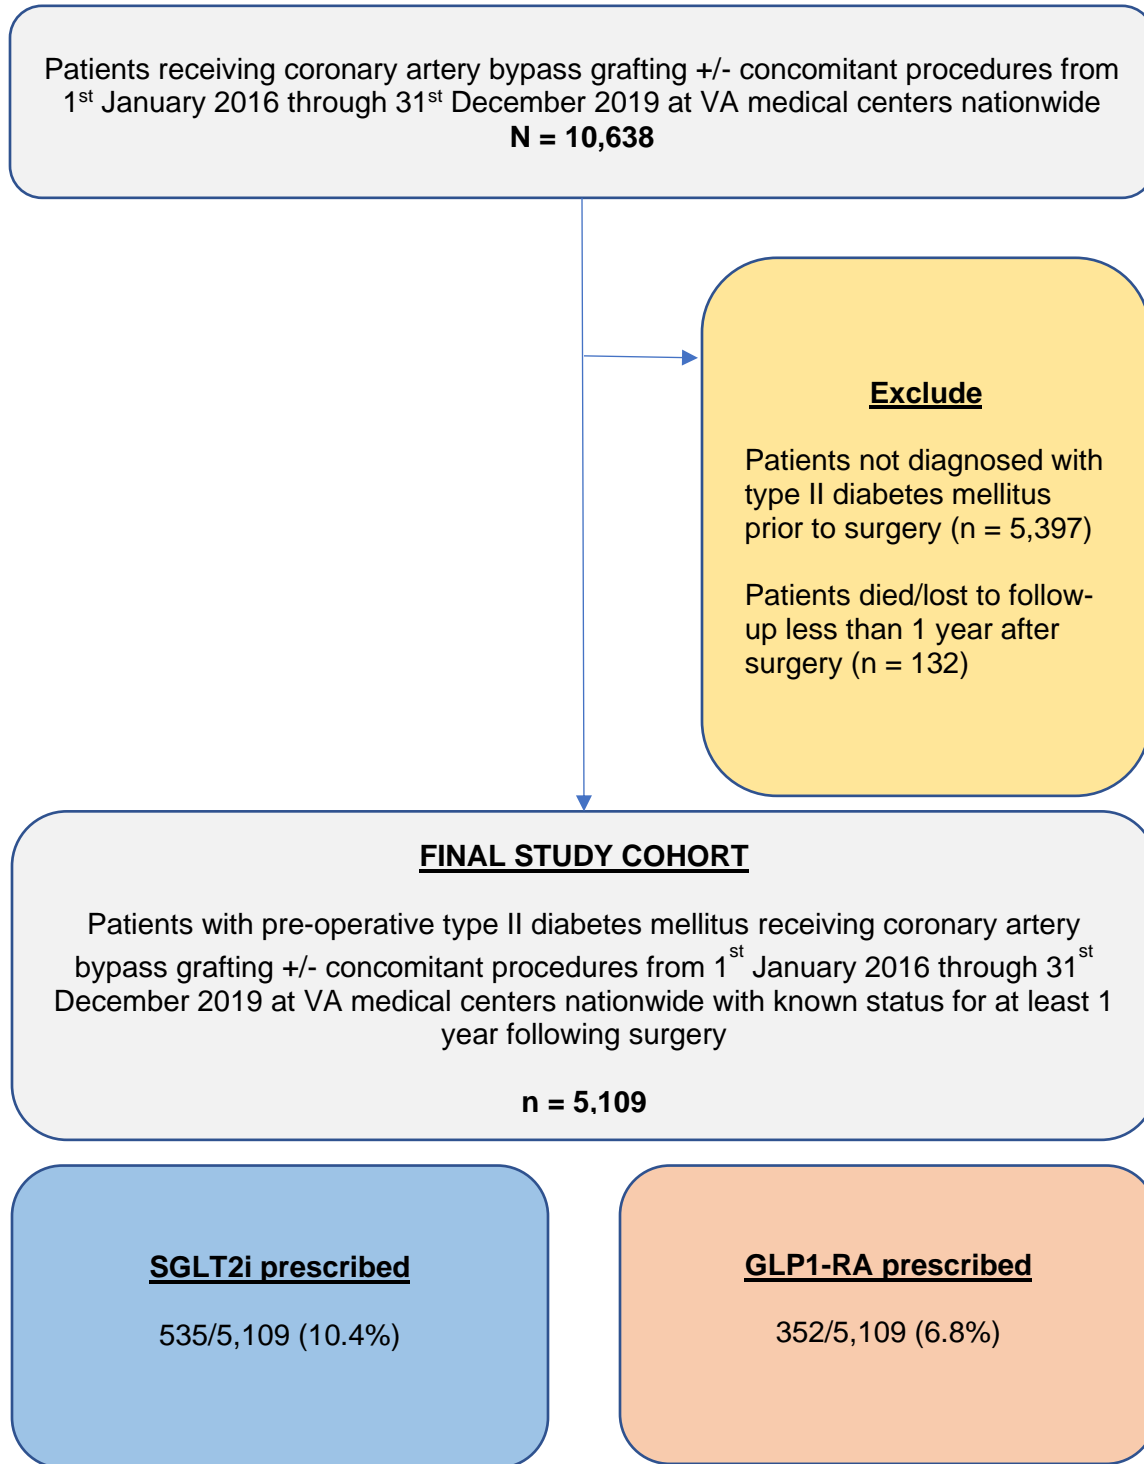 Patients receiving coronary artery bypass grafting +/- concomitant procedures from
1st January 2016 through 31st December 2019 at VA medical centers nationwide
N = 10,638
Exclude
Patients not diagnosed with
type II diabetes mellitus
prior to surgery (n = 5,397)
Patients died/lost to follow-
up less than 1 year after
surgery (n = 132)
FINAL STUDY COHORT
Patients with pre-operative type II diabetes mellitus receiving coronary artery
bypass grafting +/- concomitant procedures from 1st January 2016 through 31st
December 2019 at VA medical centers nationwide with known status for at least 1
year following surgery
n = 5,109
SGLT2i prescribed
535/5,109 (10.4%)
GLP1-RA prescribed
352/5,109 (6.8%)